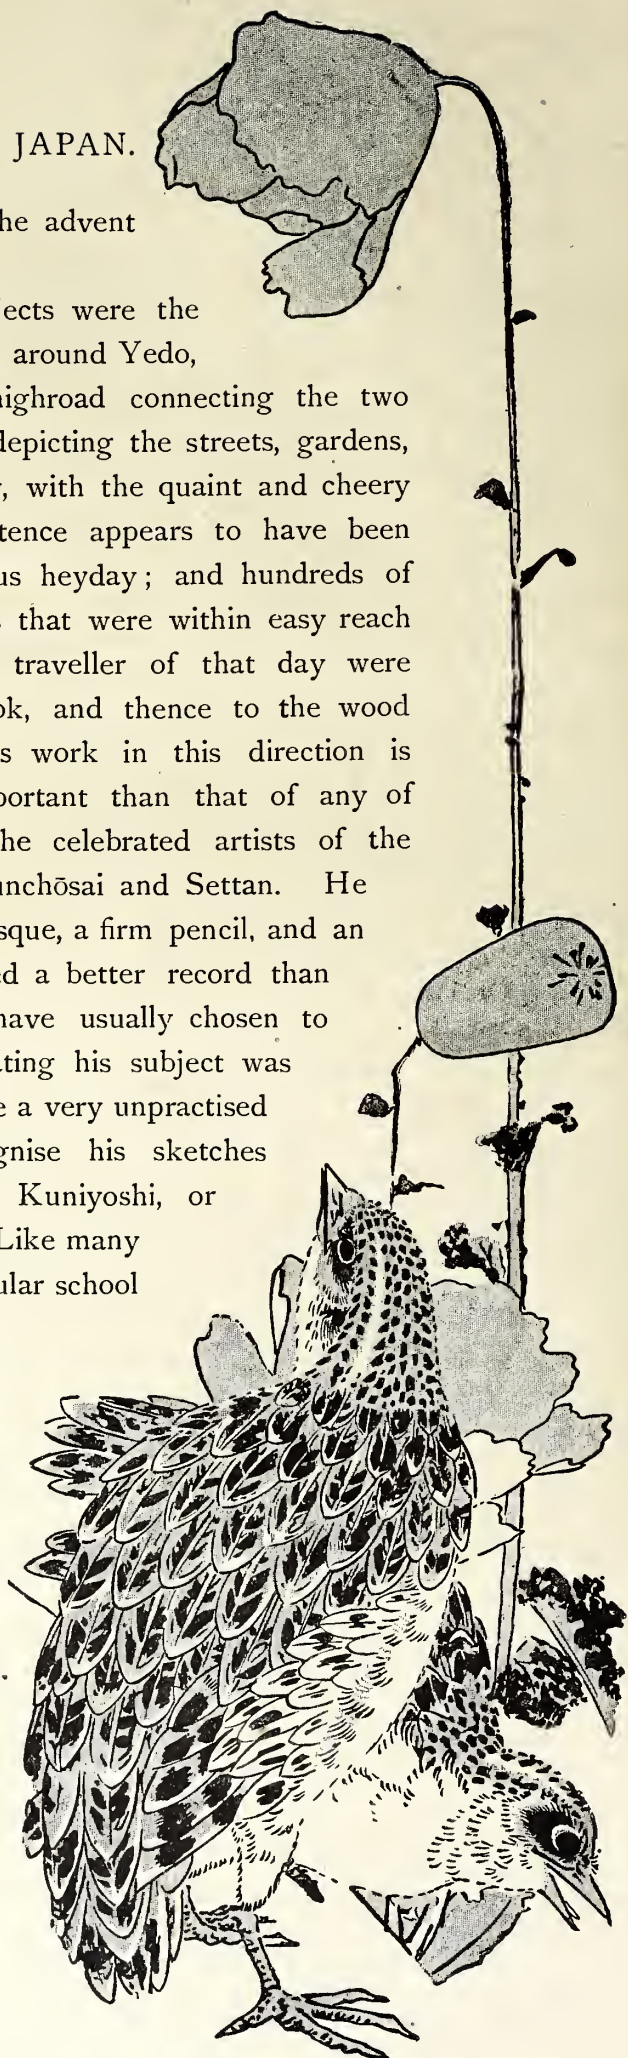 JAPAN.
he advent
ects were the
around Yedo,
highroad connecting the two
depicting the streets, gardens,
, with the quaint and cheery
tence appears to have been
us heyday; and hundreds of
that were within easy reach
traveller of that day were
ok, and thence to the wood
s work in this direction is
portant than that of any of
he celebrated artists of the
unchōsai and Settan. He
sque, a firm pencil, and an
ed a better record than
have usually chosen to
ating his subject was
e a very unpractised
gnise his sketches
Kuniyoshi, or
Like many
ular school